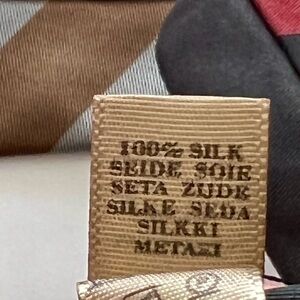 100% SILK
SEIDE SOIE
SETA ZIJDE
SILKE SEDA
SILKKI
METAZI